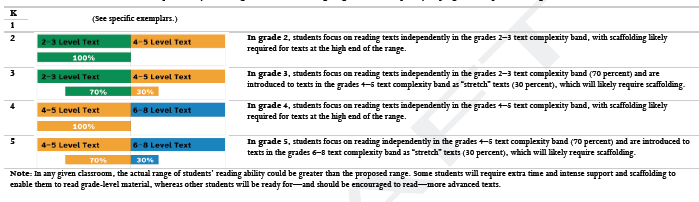 K
(See specific exemplars.)
1
2
2–3 Level Text 4–5 Level Text
100%
In grade 2, students focus on reading texts independently in the grades 2–3 text complexity band, with scaffolding likely
required for texts at the high end of the range.
3
2–3 Level Text 4–5 Level Text
70% 30%
In grade 3, students focus on reading texts independently in the grades 2–3 text complexity band (70 percent) and are
introduced to texts in the grades 4–5 text complexity band as “stretch” texts (30 percent), which will likely require scaffolding.
4
4–5 Level Text 6–8 Level Text
100%
In grade 4, students focus on reading texts independently in the grades 4–5 text complexity band, with scaffolding likely
required for texts at the high end of the range.
5
4–5 Level Text 6–8 Level Text
70% 30%
In grade 5, students focus on reading independently in the grades 4–5 text complexity band (70 percent) and are introduced to
texts in the grades 6–8 text complexity band as “stretch” texts (30 percent), which will likely require scaffolding.
Note: In any given classroom, the actual range of students’ reading ability could be greater than the proposed range. Some students will require extra time and intense support and scaffolding to
enable them to read grade-level material, whereas other students will be ready for—and should be encouraged to read—more advanced texts.